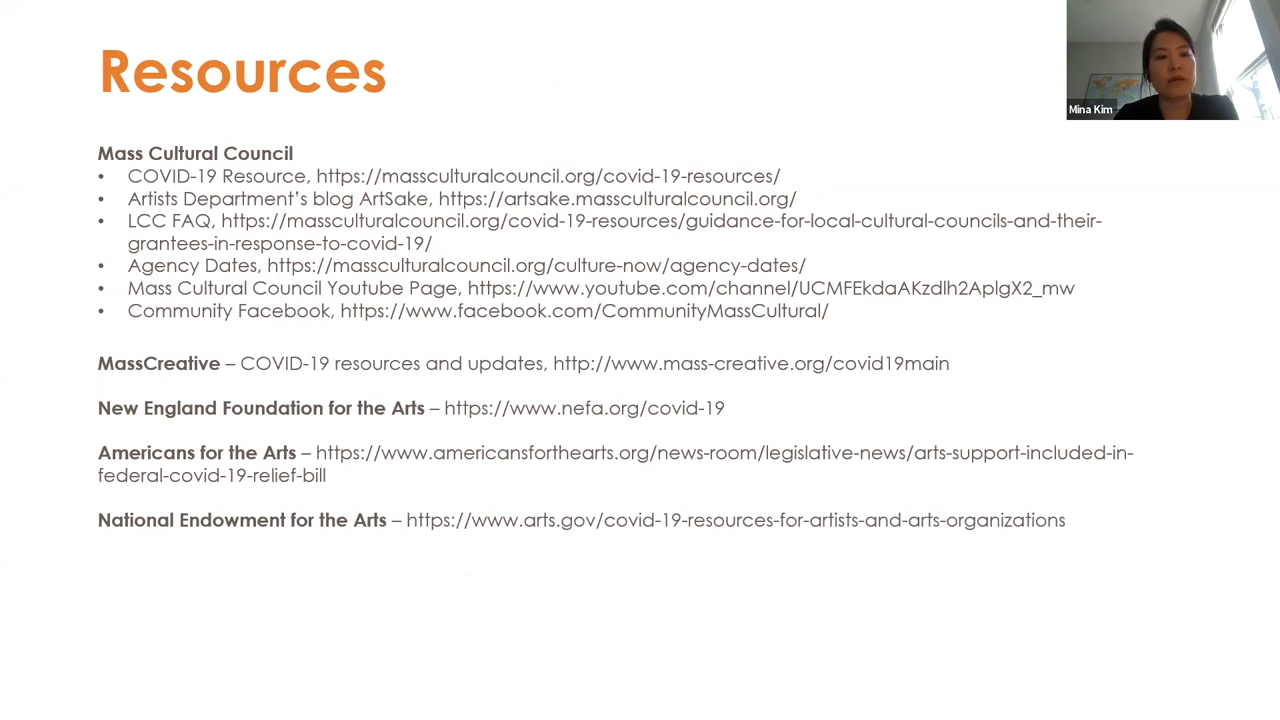 Resources
Mina Kim
Mass Cultural Council
• COVID-19 Resource, https://massculturalcouncil.org/covid-19-resources/
• Artists Department’s blog ArtSake, https://artsake.massculturalcouncil.org/
• LCC FAQ, https://massculturalcouncil.org/covid-19-resources/guidance-for-local-cultural-councils-and-their-
grantees-in-response-to-covid-19/
• Agency Dates, https://massculturalcouncil.org/culture-now/agency-dates/
• Mass Cultural Council Youtube Page, https://www.youtube.com/channel/UCMFEkdaAKzdlh2AplgX2_mw
• Community Facebook, https://www.facebook.com/CommunityMassCultural/
MassCreative – COVID-19 resources and updates, http://www.mass-creative.org/covid19main
New England Foundation for the Arts – https://www.nefa.org/covid-19
Americans for the Arts – https://www.americansforthearts.org/news-room/legislative-news/arts-support-included-in-
federal-covid-19-relief-bill
National Endowment for the Arts – https://www.arts.gov/covid-19-resources-for-artists-and-arts-organizations